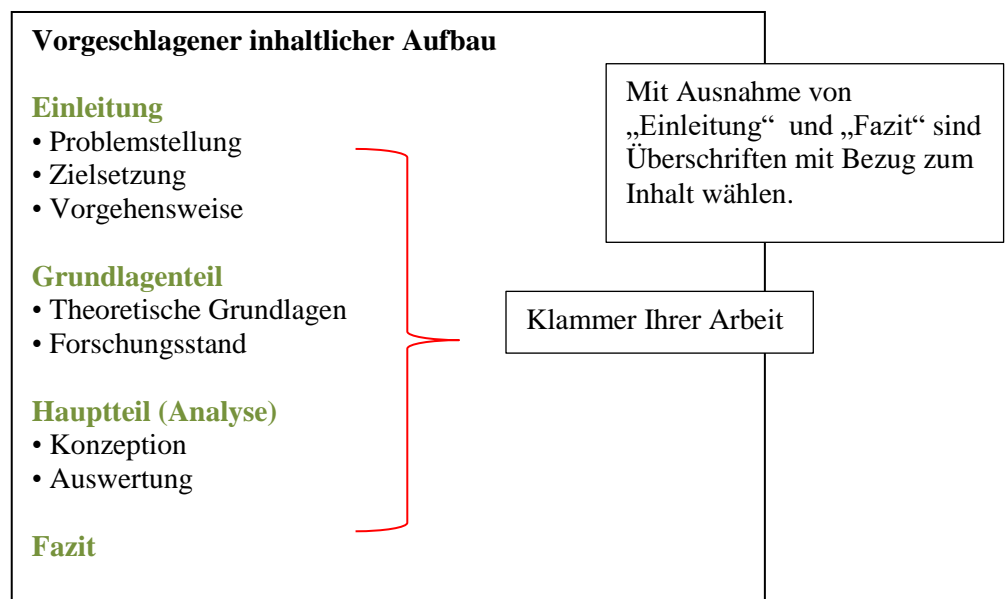 Vorgeschlagener inhaltlicher Aufbau
Einleitung
• Problemstellung
• Zielsetzung
• Vorgehensweise
Grundlagenteil
• Theoretische Grundlagen
• Forschungsstand
Hauptteil (Analyse)
• Konzeption
• Auswertung
Fazit
Mit Ausnahme von
„Einleitung“ und „Fazit“ sind
Überschriften mit Bezug zum
Inhalt wählen.
Klammer Ihrer Arbeit